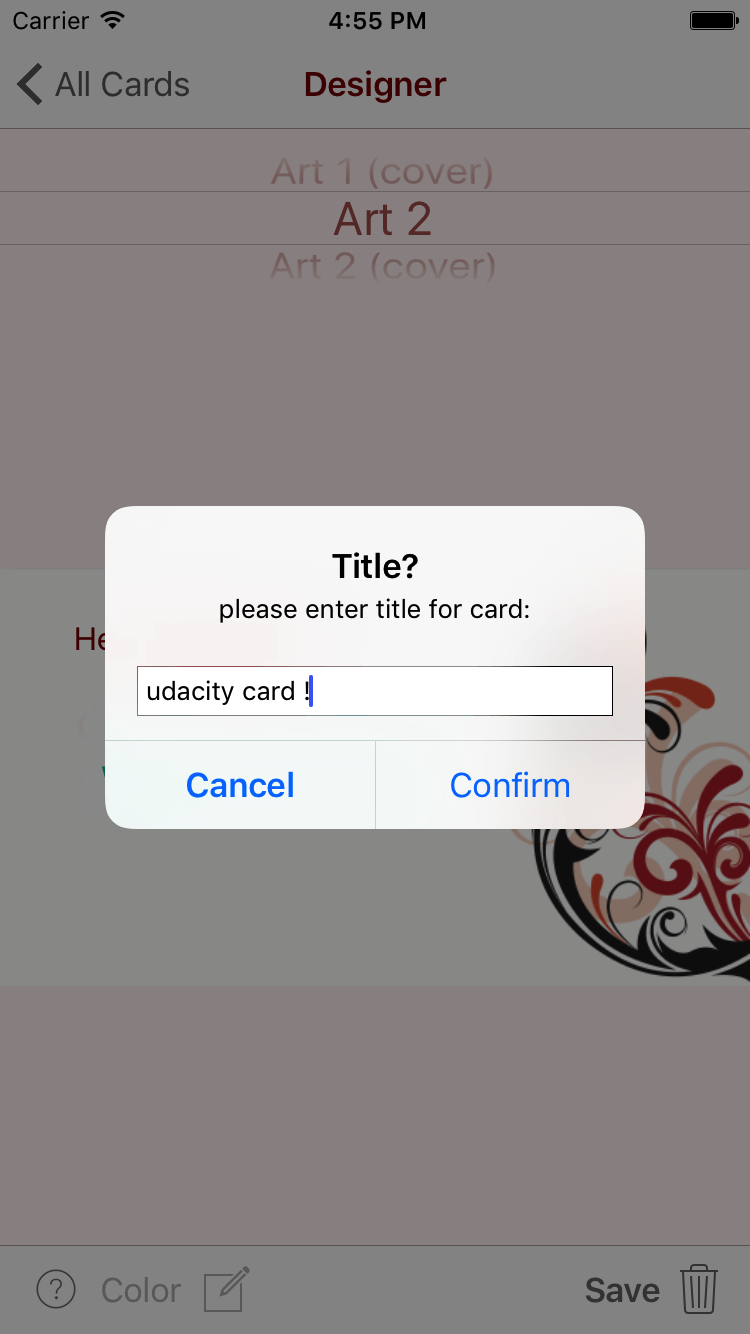 Carrier 4:55 PM
All Cards Designer
Art 1 (cover)
Art 2
Art 2 (cover)
Title?
please enter title for card:
He
udacity card !
Cancel Confirm
? Color Save